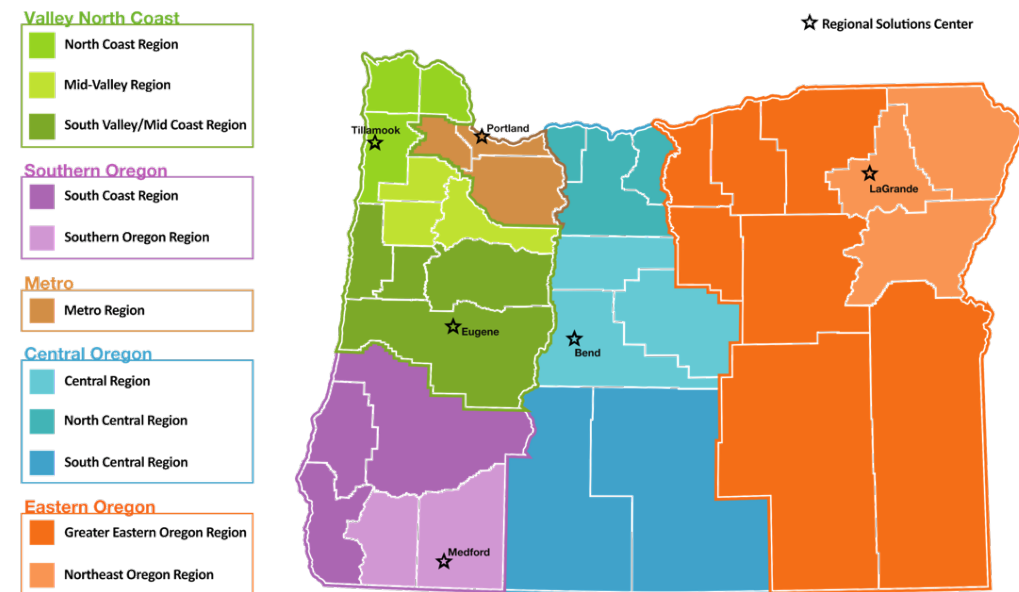 Valley North Coast
North Coast Region
Mid-Valley Region
South Valley/Mid Coast Region
Southern Oregon
South Coast Region
Southern Oregon Region
Metro
Metro Region
Central Oregon
Central Region
North Central Region
South Central Region
Eastern Oregon
Greater Eastern Oregon Region
Northeast Oregon Region
Regional Solutions Center
Tillamook
Portland
LaGrande
Eugene
Bend
Medford